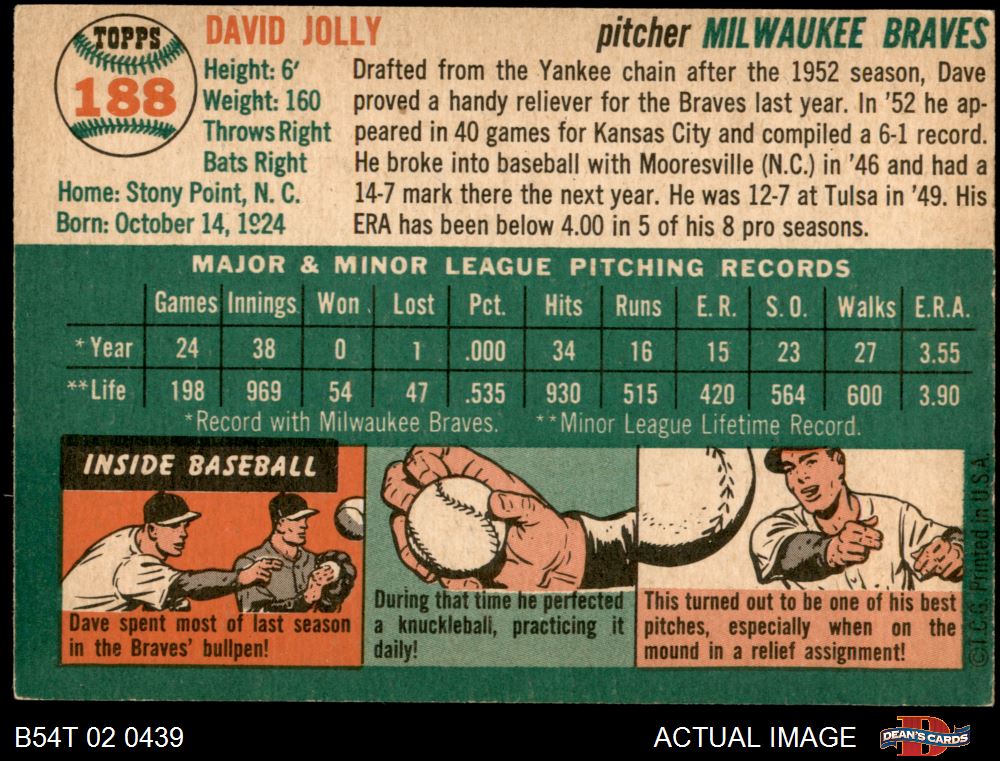 TOPPS
188
DAVID JOLLY
pitcher MILWAUKEE BRAVES
Height: 6'
Weight: 160
Throws Right
Bats Right
Home: Stony Point, N. C.
Born: October 14, 1924
Drafted from the Yankee chain after the 1952 season, Dave
proved a handy reliever for the Braves last year. In '52 he ap-
peared in 40 games for Kansas City and compiled a 6-1 record.
He broke into baseball with Mooresville (N.C.) in '46 and had a
14-7 mark there the next year. He was 12-7 at Tulsa in '49. His
ERA has been below 4.00 in 5 of his 8 pro seasons.
MAJOR & MINOR LEAGUE PITCHING RECORDS
Games Innings Won Lost Pct. Hits Runs E. R. S. O. Walks E.R.A.
*Year 24 38 0 1 .000 34 16 15 23 27 3.55
**Life 198 969 54 47 .535 930 515 420 564 600 3.90
*Record with Milwaukee Braves. **Minor League Lifetime Record.
INSIDE BASEBALL
Dave spent most of last season
in the Braves' bullpen!
During that time he perfected
a knuckleball, practicing it
daily!
This turned out to be one of his best
pitches, especially when on the
mound in a relief assignment!
©T.C.G. Printed in U.S.A.
B54T 02 0439
ACTUAL IMAGE
D
DEAN'S CARDS